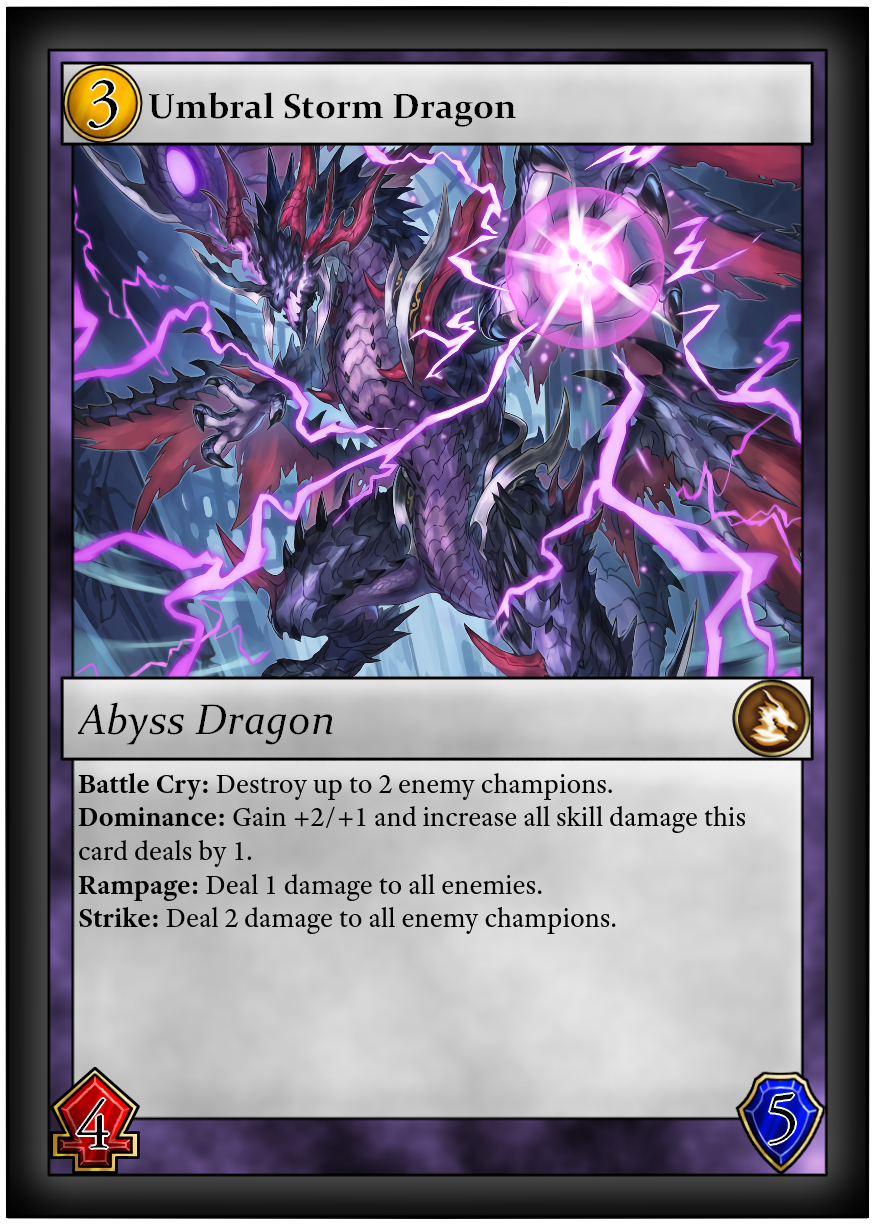 3
Umbral Storm Dragon
Abyss Dragon
Battle Cry: Destroy up to 2 enemy champions.
Dominance: Gain +2/+1 and increase all skill damage this
card deals by 1.
Rampage: Deal 1 damage to all enemies.
Strike: Deal 2 damage to all enemy champions.
4
5